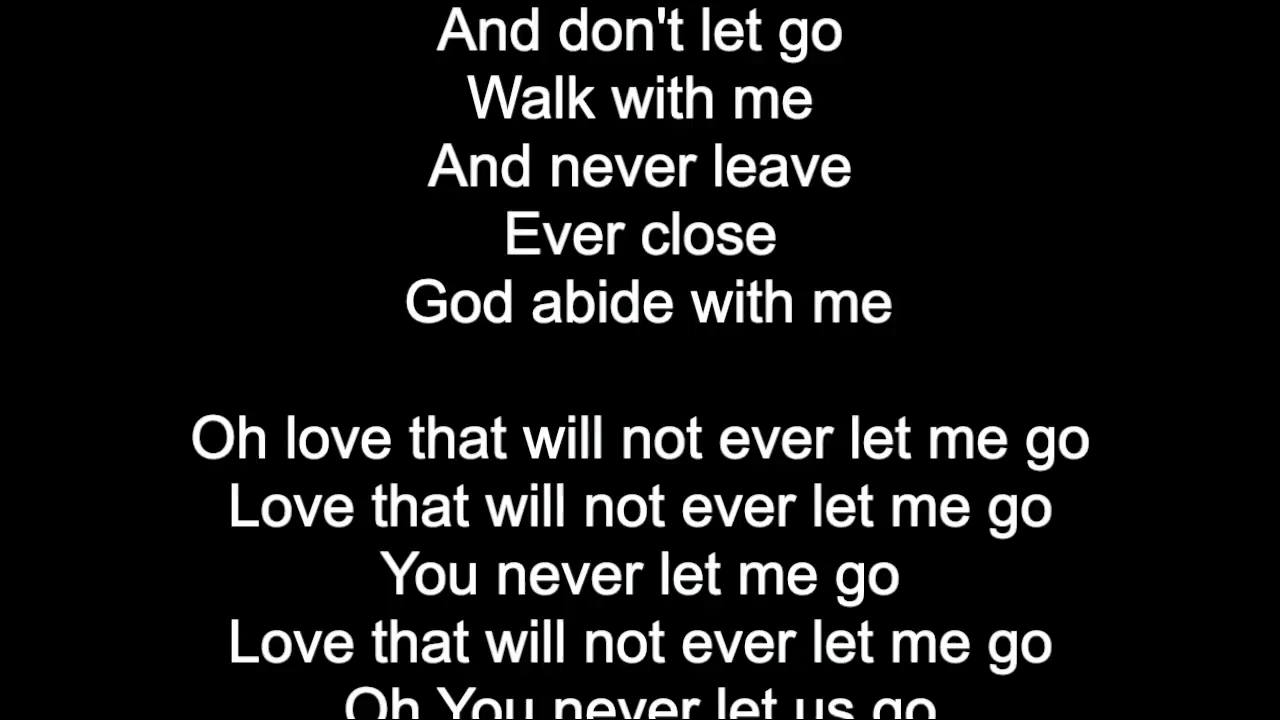 And don't let go
Walk with me
And never leave
Ever close
God abide with me
Oh love that will not ever let me go
Love that will not ever let me go
You never let me go
Love that will not ever let me go
Oh You never let us go